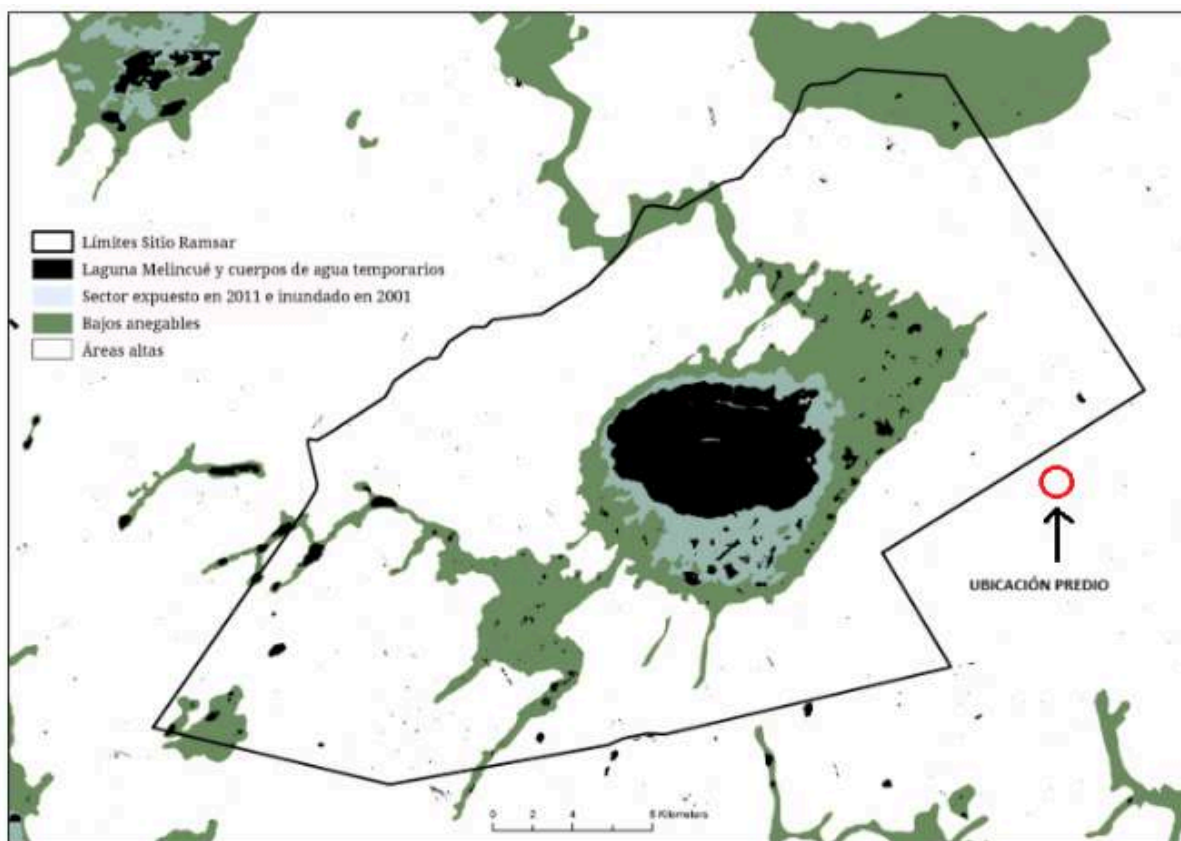 Límites Sitio Ramsar
Laguna Melincué y cuerpos de agua temporarios
Sector expuesto en 2011 e inundado en 2001
Bajos anegables
Áreas altas
UBICACIÓN PREDIO
0 2 4 8 Kilometers